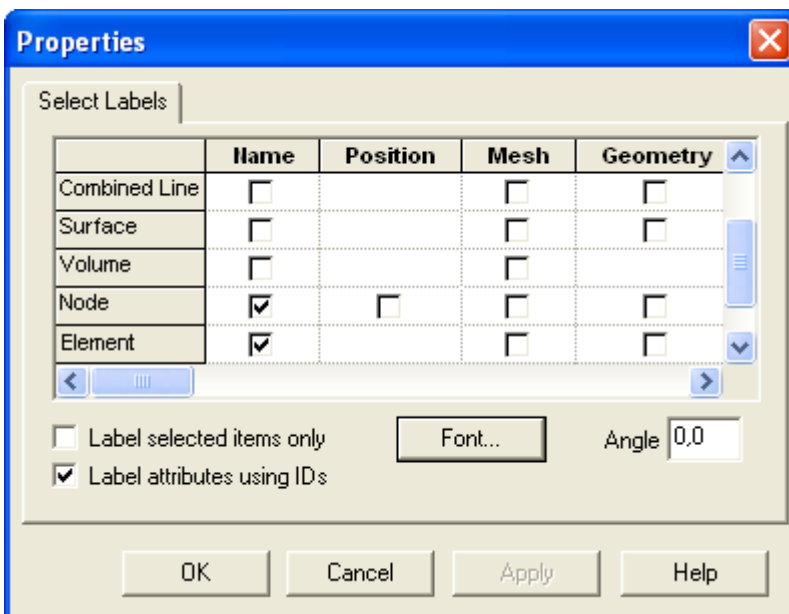 Properties
Select Labels
Name Position Mesh Geometry
Combined Line
Surface
Volume
Node
Element
Label selected items only Font... Angle 0,0
Label attributes using IDs
OK Cancel Apply Help